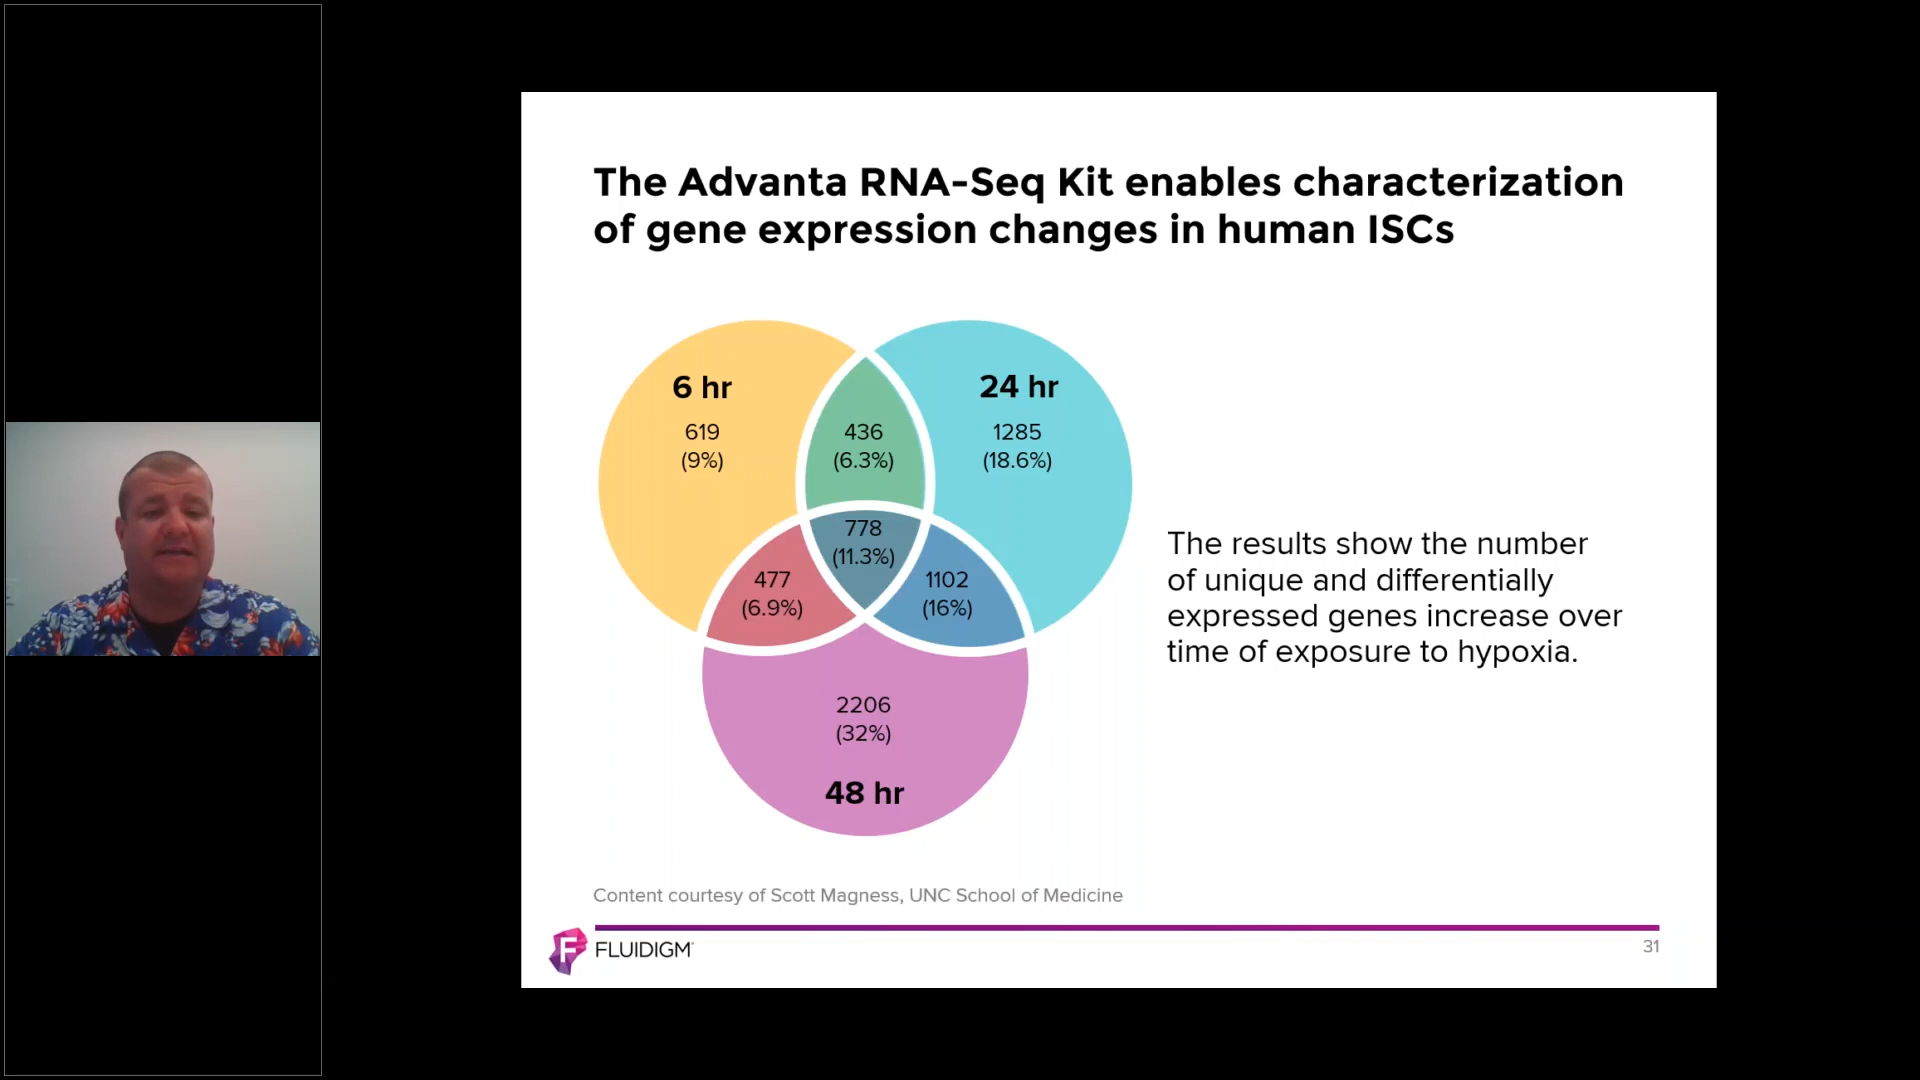 The Advanta RNA-Seq Kit enables characterization
of gene expression changes in human ISCs
6 hr
619
(9%)
436
(6.3%)
24 hr
1285
(18.6%)
778
(11.3%)
477
(6.9%)
1102
(16%)
2206
(32%)
48 hr
The results show the number
of unique and differentially
expressed genes increase over
time of exposure to hypoxia.
Content courtesy of Scott Magness, UNC School of Medicine
F FLUIDIGM
31